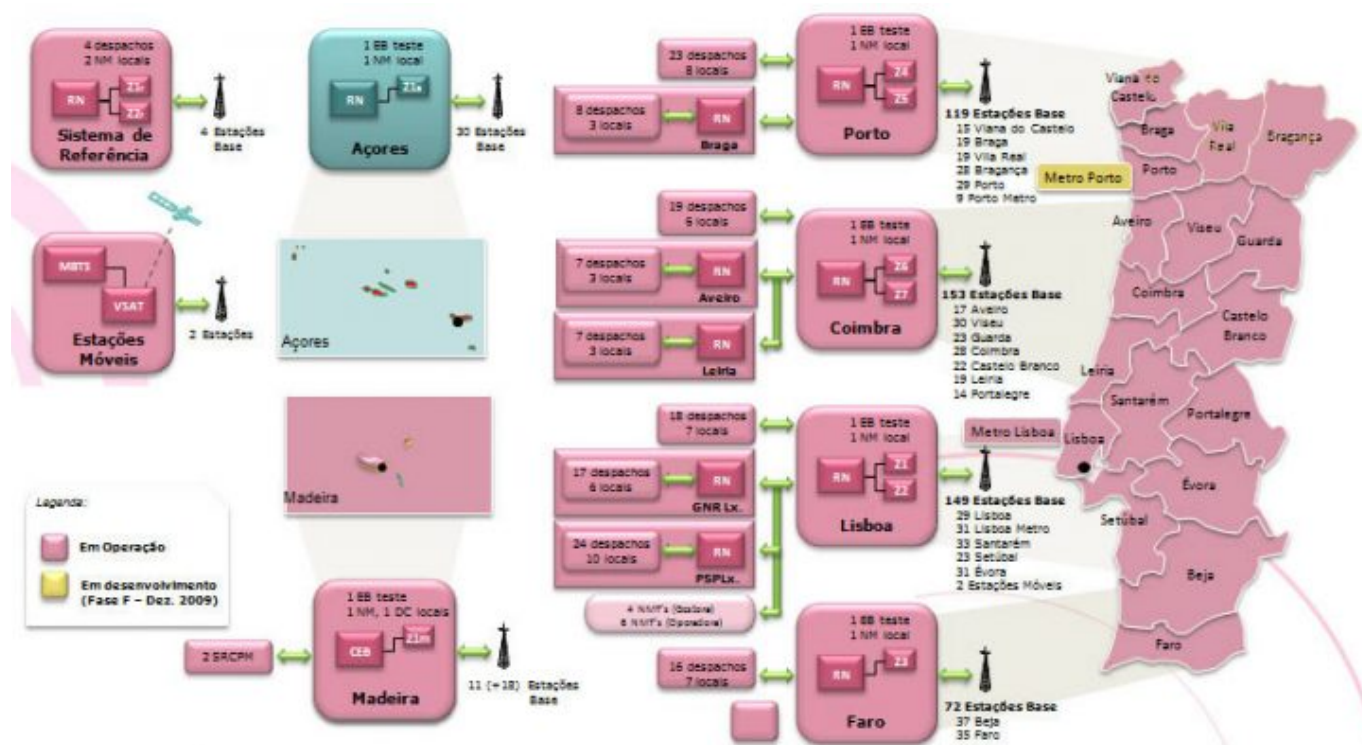 4 despachos
2 NM locais
RN
Z1r
Z2r
Sistema de
Referência
4 Estações
Base
1 EB teste
1 NM local
RN
Z1a
Açores
30 Estações
Base
MBTS
VSAT
Estações
Móveis
2 Estações
Açores
Madeira
Legenda:
Em Operação
Em desenvolvimento
(Fase F – Dez. 2009)
2 SRCPM
1 EB teste
1 NM, 1 DC locais
CEB
Z1m
Madeira
11 (+18) Estações
Base
23 despachos
8 locais
8 despachos
3 locais
RN
Braga
1 EB teste
1 NM local
RN
Z4
Z5
Porto
119 Estações Base
15 Viana do Castelo
19 Braga
19 Vila Real
28 Bragança
29 Porto
9 Porto Metro
19 despachos
6 locais
7 despachos
3 locais
RN
Aveiro
7 despachos
3 locais
RN
Leiria
1 EB teste
1 NM local
RN
Z6
Z7
Coimbra
153 Estações Base
17 Aveiro
30 Viseu
23 Guarda
28 Coimbra
22 Castelo Branco
19 Leiria
14 Portalegre
18 despachos
7 locais
17 despachos
6 locais
RN
GNR Lx.
24 despachos
10 locais
RN
PSPLx.
4 NMT's (Gestora)
6 NMT's (Operadora)
1 EB teste
1 NM local
RN
Z1
Z2
Lisboa
149 Estações Base
29 Lisboa
31 Lisboa Metro
33 Santarém
23 Setúbal
31 Évora
2 Estações Móveis
16 despachos
7 locais
1 EB teste
1 NM local
RN
Z3
Faro
72 Estações Base
37 Beja
35 Faro
Viana do
Castelo
Braga
Vila
Real
Bragança
Metro Porto
Porto
Aveiro
Viseu
Guarda
Coimbra
Castelo
Branco
Leiria
Santarém
Portalegre
Metro Lisboa
Lisboa
Évora
Setúbal
Beja
Faro